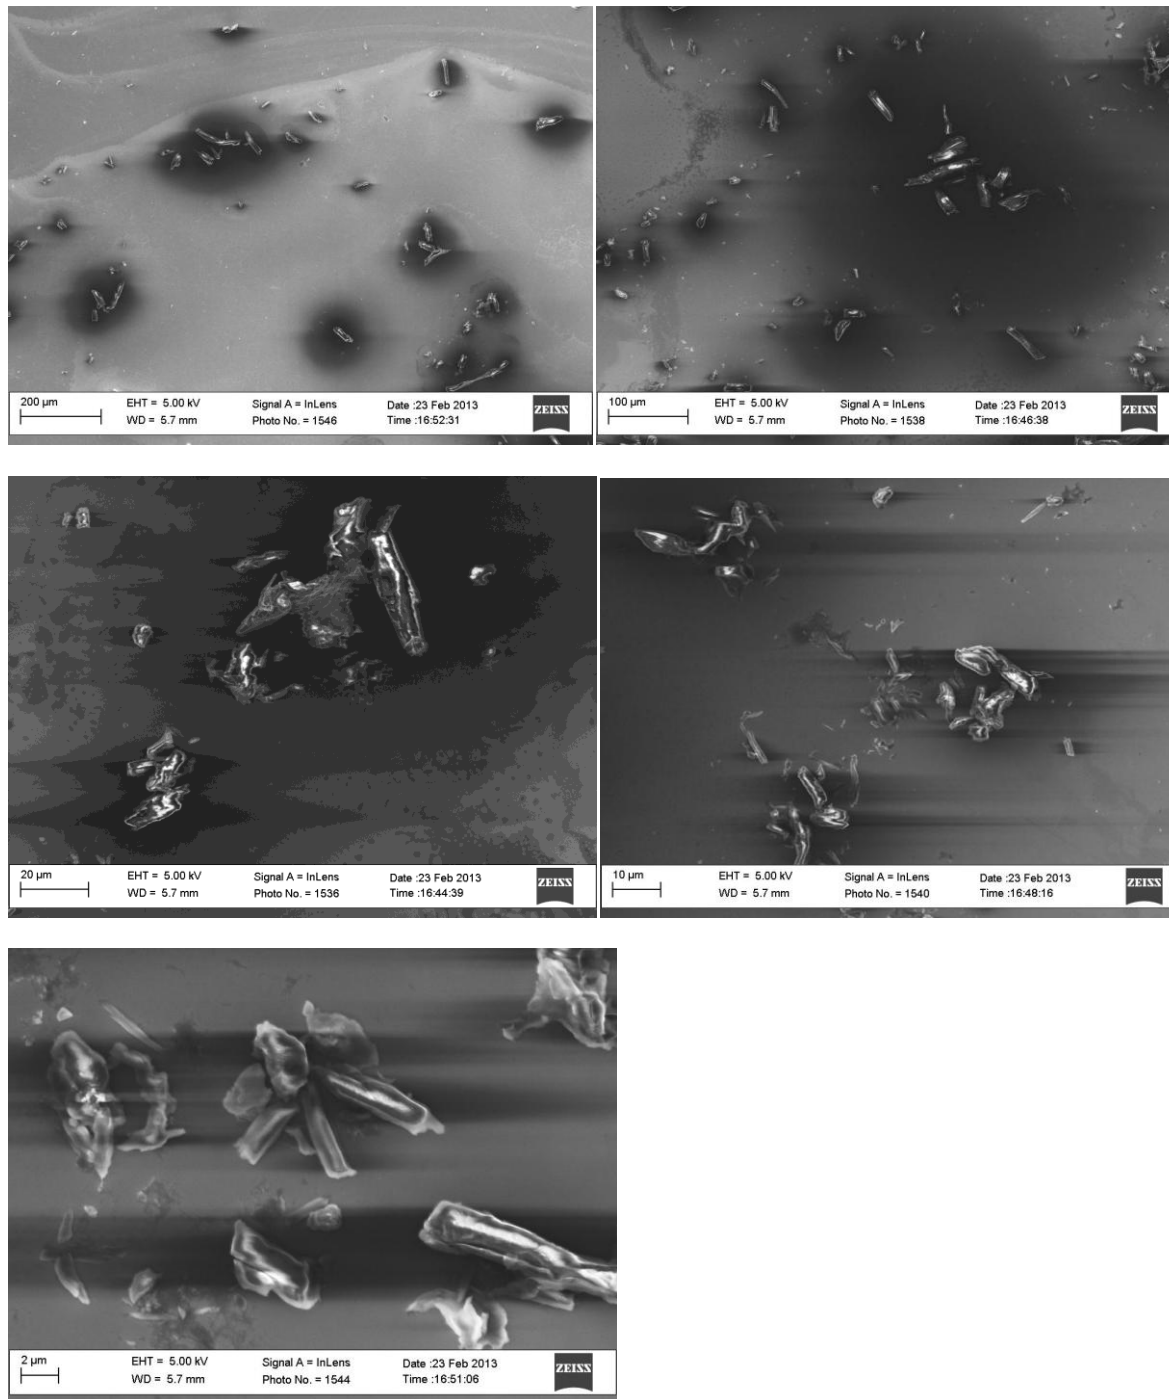 200 µm EHT = 5.00 kV Signal A = InLens Date :23 Feb 2013 ZEISS
WD = 5.7 mm Photo No. = 1546 Time :16:52:31
100 µm EHT = 5.00 kV Signal A = InLens Date :23 Feb 2013 ZEISS
WD = 5.7 mm Photo No. = 1538 Time :16:46:38
20 µm EHT = 5.00 kV Signal A = InLens Date :23 Feb 2013 ZEISS
WD = 5.7 mm Photo No. = 1536 Time :16:44:39
10 µm EHT = 5.00 kV Signal A = InLens Date :23 Feb 2013 ZEISS
WD = 5.7 mm Photo No. = 1540 Time :16:48:16
2 µm EHT = 5.00 kV Signal A = InLens Date :23 Feb 2013 ZEISS
WD = 5.7 mm Photo No. = 1544 Time :16:51:06